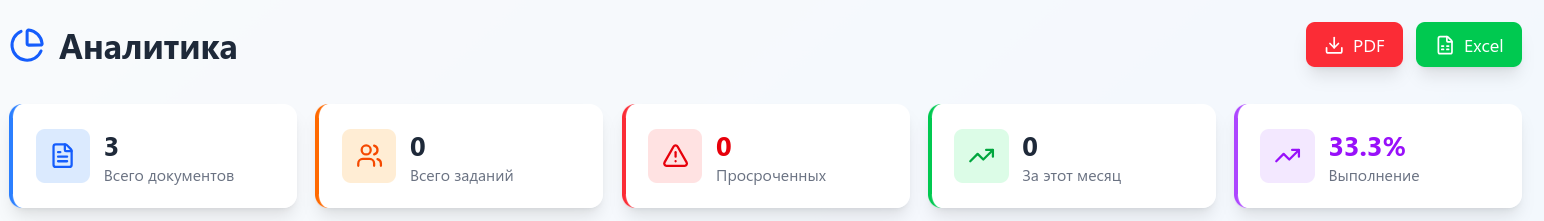 Аналитика
PDF
Excel
3
Всего документов
0
Всего заданий
0
Просроченных
0
За этот месяц
33.3%
Выполнение